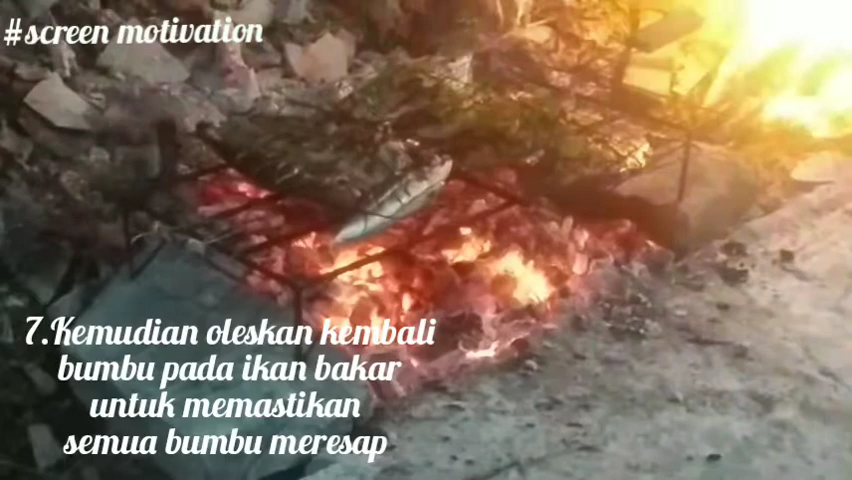 #screen motivation
7.Kemudian oleskan kembali
bumbu pada ikan bakar
untuk memastikan
semua bumbu meresap